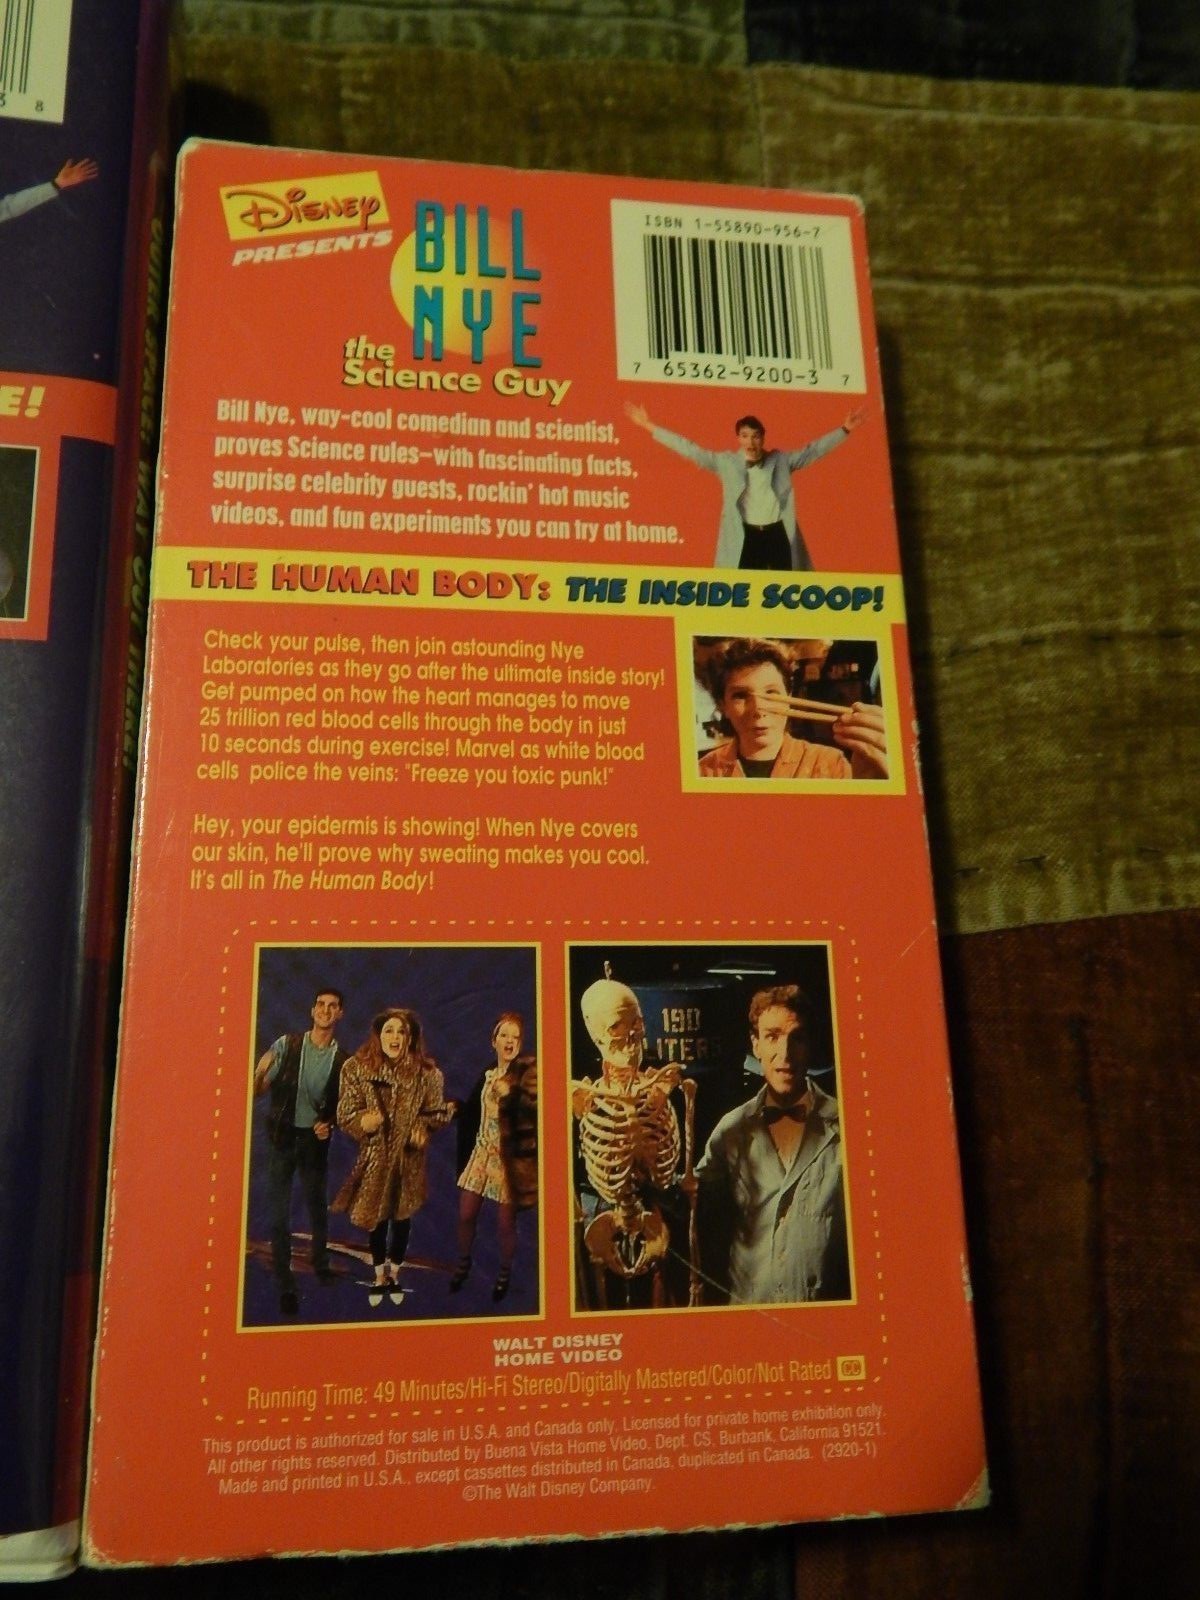 3 8
E!
DISNEY
PRESENTS
BILL
NYE
the
Science Guy
ISBN 1-55890-956-7
7 65362-9200-3 7
Bill Nye, way-cool comedian and scientist,
proves Science rules—with fascinating facts,
surprise celebrity guests, rockin' hot music
videos, and fun experiments you can try at home.
THE HUMAN BODY: THE INSIDE SCOOP!
Check your pulse, then join astounding Nye
Laboratories as they go after the ultimate inside story!
Get pumped on how the heart manages to move
25 trillion red blood cells through the body in just
10 seconds during exercise! Marvel as white blood
cells police the veins: "Freeze you toxic punk!"
Hey, your epidermis is showing! When Nye covers
our skin, he'll prove why sweating makes you cool.
It's all in The Human Body!
190
LITERS
WALT DISNEY
HOME VIDEO
Running Time: 49 Minutes/Hi-Fi Stereo/Digitally Mastered/Color/Not Rated CC
This product is authorized for sale in U.S.A. and Canada only. Licensed for private home exhibition only.
All other rights reserved. Distributed by Buena Vista Home Video, Dept. CS, Burbank, California 91521.
Made and printed in U.S.A., except cassettes distributed in Canada, duplicated in Canada. (2920-1)
©The Walt Disney Company.